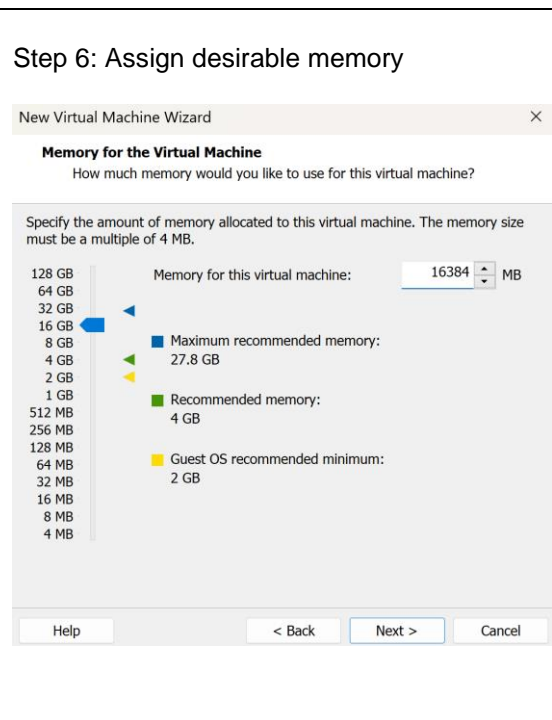 Step 6: Assign desirable memory
New Virtual Machine Wizard
Memory for the Virtual Machine
How much memory would you like to use for this virtual machine?
Specify the amount of memory allocated to this virtual machine. The memory size
must be a multiple of 4 MB.
128 GB
64 GB
32 GB
16 GB
8 GB
4 GB
2 GB
1 GB
512 MB
256 MB
128 MB
64 MB
32 MB
16 MB
8 MB
4 MB
Memory for this virtual machine: 16384 MB
Maximum recommended memory:
27.8 GB
Recommended memory:
4 GB
Guest OS recommended minimum:
2 GB
Help < Back Next > Cancel